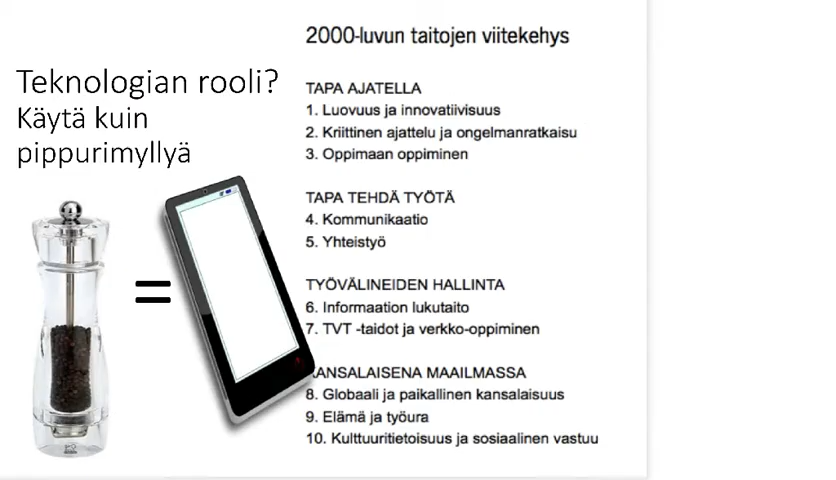 Teknologian rooli?
Käytä kuin
pippurimyllyä
=
2000-luvun taitojen viitekehys
TAPA AJATELLA
1. Luovuus ja innovatiivisuus
2. Kriittinen ajattelu ja ongelmanratkaisu
3. Oppimaan oppiminen
TAPA TEHDÄ TYÖTÄ
4. Kommunikaatio
5. Yhteistyö
TYÖVÄLINEIDEN HALLINTA
6. Informaation lukutaito
7. TVT -taidot ja verkko-oppiminen
ANSALAISENA MAAILMASSA
8. Globaali ja paikallinen kansalaisuus
9. Elämä ja työura
10. Kulttuuritietoisuus ja sosiaalinen vastuu